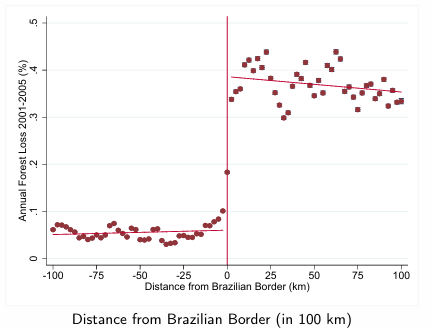 Annual Forest Loss 2001-2005 (%)
.5
.4
.3
.2
.1
0
-100 -75 -50 -25 0 25 50 75 100
Distance from Brazilian Border (km)
Distance from Brazilian Border (in 100 km)